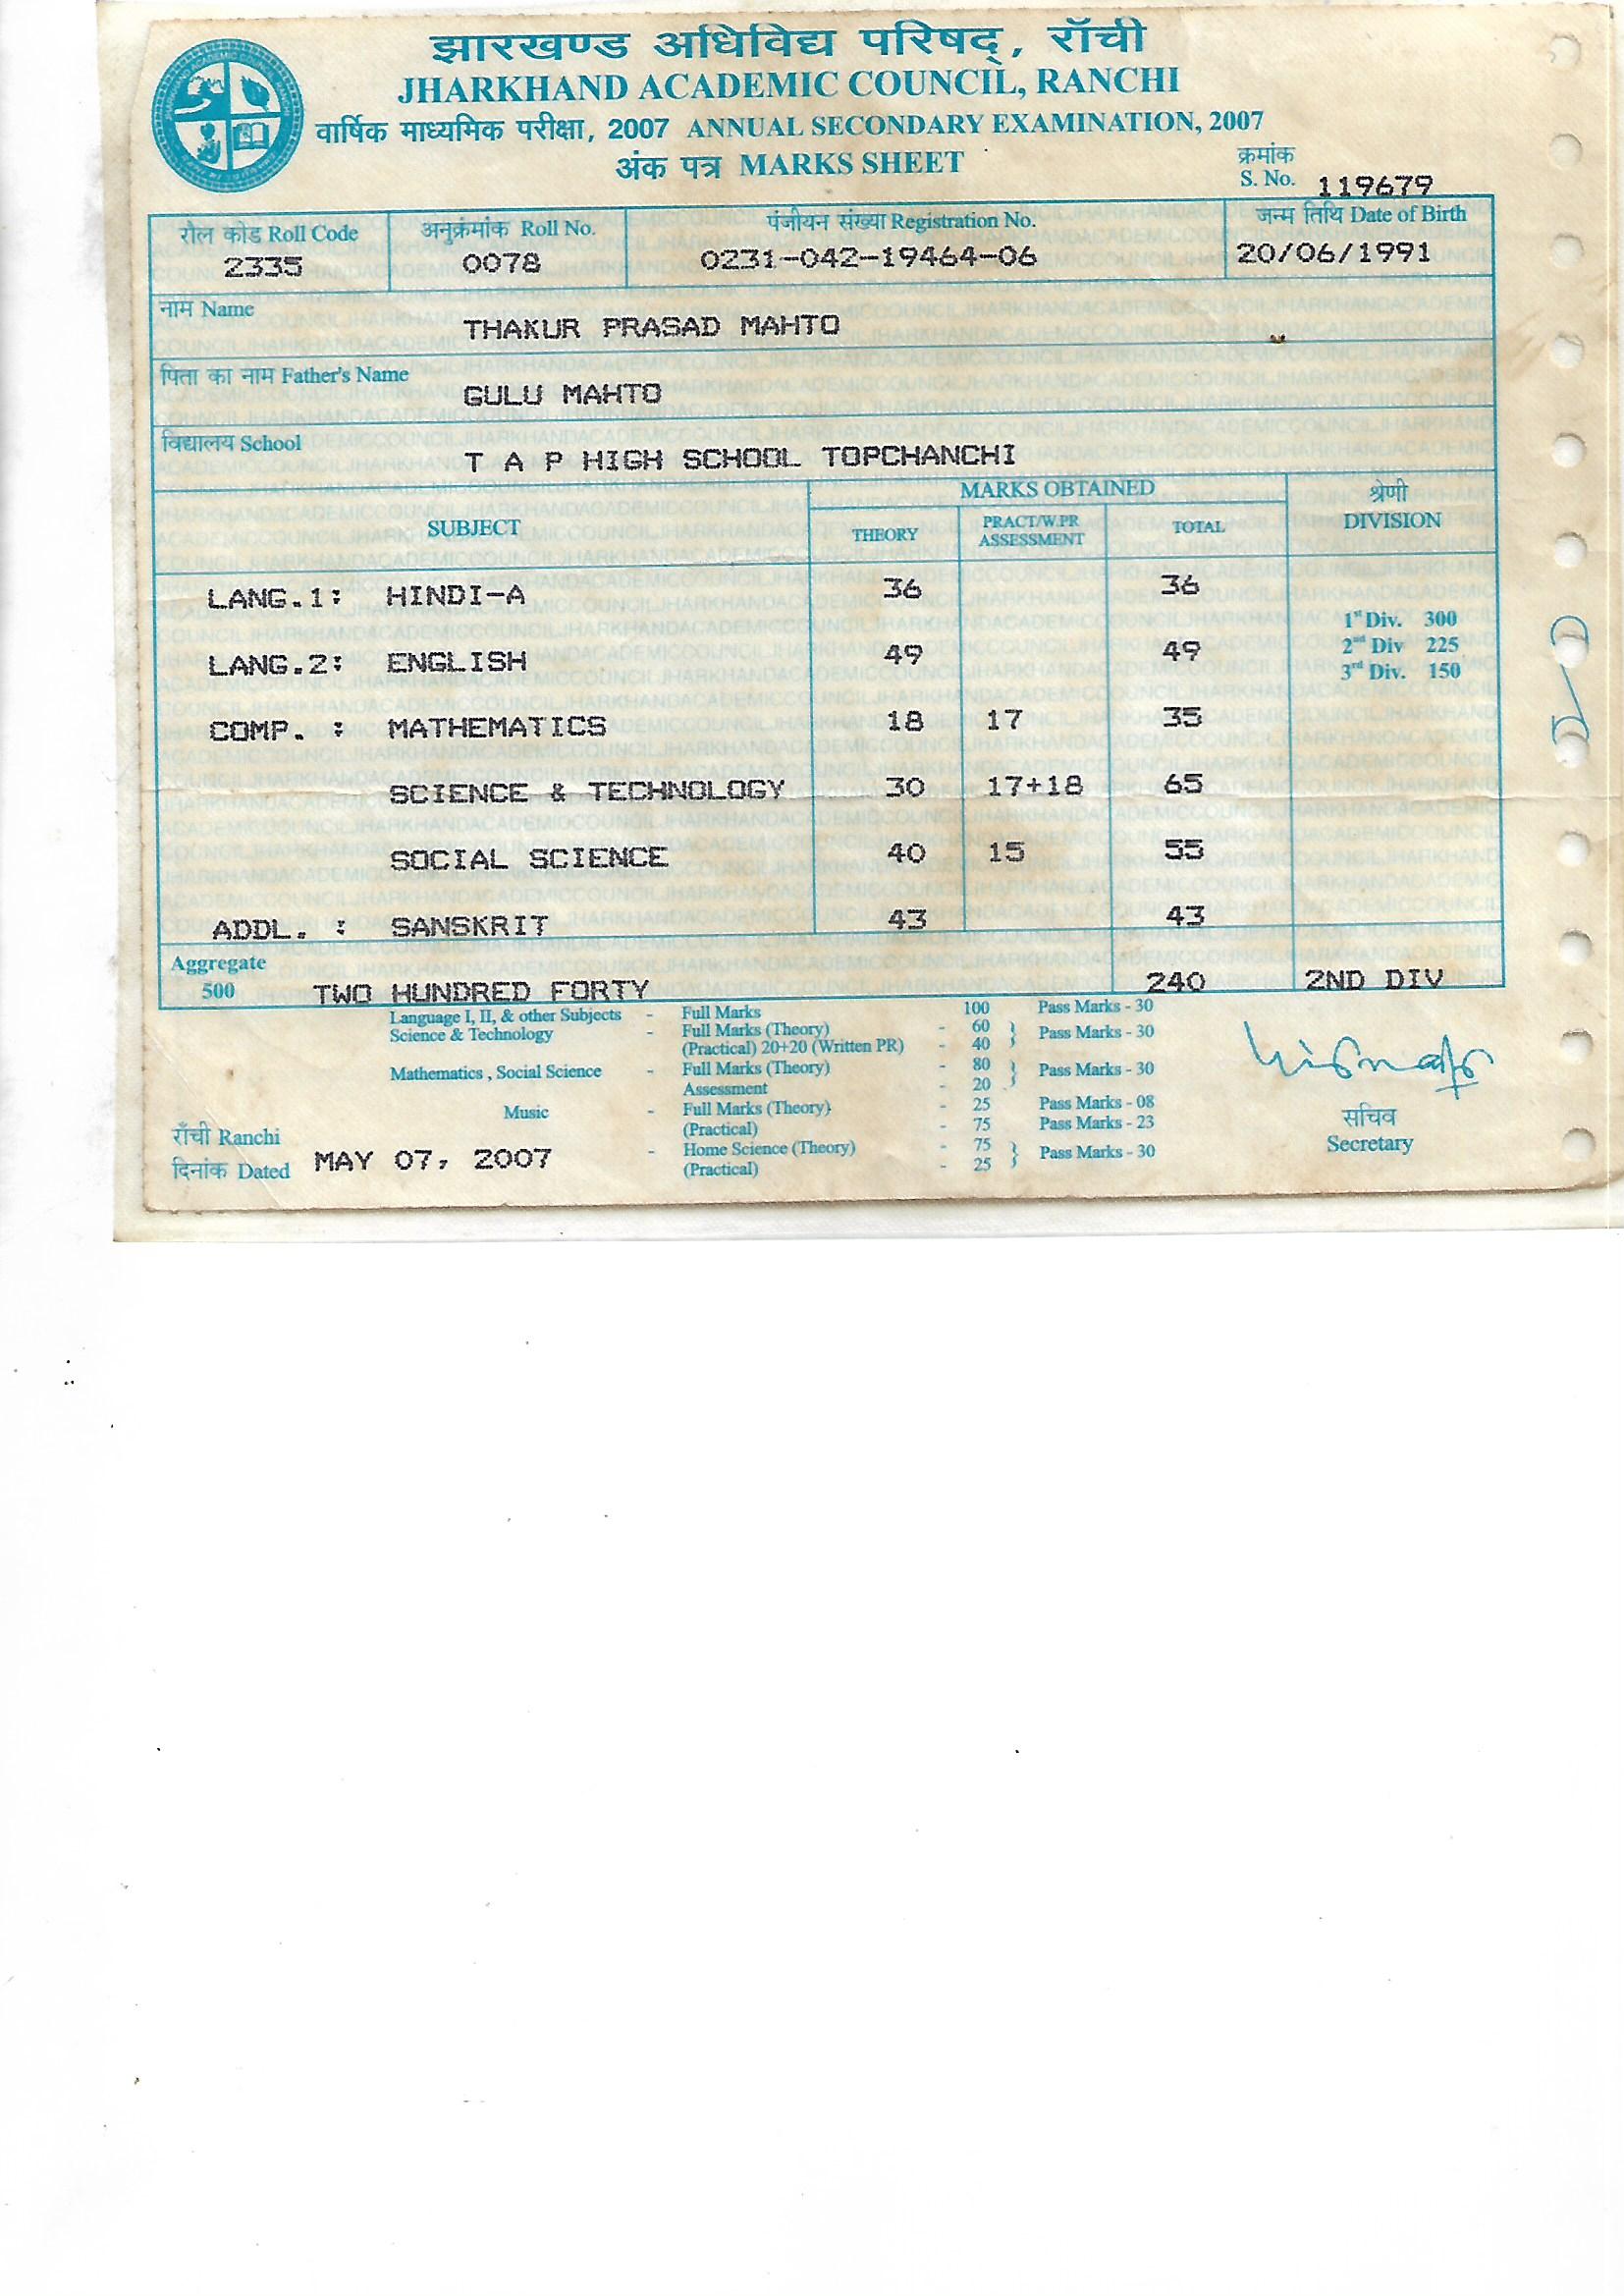 झारखण्ड अधिविद्य परिषद्, राँची
JHARKHAND ACADEMIC COUNCIL, RANCHI
वार्षिक माध्यमिक परीक्षा, 2007 ANNUAL SECONDARY EXAMINATION, 2007
अंक पत्र MARKS SHEET
क्रमांक
S. No. 119679
रौल कोड Roll Code अनुक्रंमांक Roll No. पंजीयन संख्या Registration No. जन्म तिथि Date of Birth
2335 0078 0231-042-19464-06 20/06/1991
नाम Name THAKUR PRASAD MAHTO
पिता का नाम Father's Name GULU MAHTO
विद्यालय School T A P HIGH SCHOOL TOPCHANCHI
SUBJECT MARKS OBTAINED श्रेणी
THEORY PRACT/W.PR ASSESSMENT TOTAL DIVISION
LANG.1: HINDI-A 36 36
1st Div. 300
2nd Div 225
3rd Div. 150
LANG.2: ENGLISH 49 49
COMP. : MATHEMATICS 18 17 35
SCIENCE & TECHNOLOGY 30 17+18 65
SOCIAL SCIENCE 40 15 55
ADDL. : SANSKRIT 43 43
Aggregate
500 TWO HUNDRED FORTY 240 2ND DIV
Language I, II, & other Subjects - Full Marks 100 Pass Marks - 30
Science & Technology - Full Marks (Theory) - 60 } Pass Marks - 30
(Practical) 20+20 (Written PR) - 40
Mathematics , Social Science - Full Marks (Theory) - 80 } Pass Marks - 30
Assessment - 20
Music - Full Marks (Theory) - 25 Pass Marks - 08
(Practical) - 75 Pass Marks - 23
- Home Science (Theory) - 75 } Pass Marks - 30
(Practical) - 25
राँची Ranchi
दिनांक Dated MAY 07, 2007
सचिव
Secretary